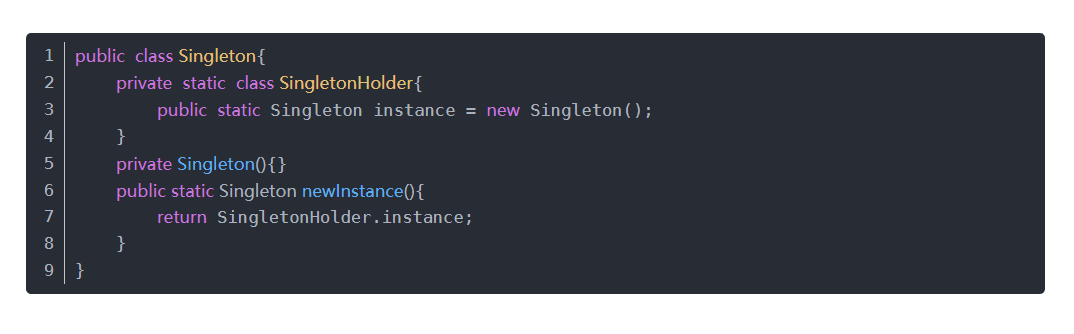 1 public class Singleton{
2 private static class SingletonHolder{
3 public static Singleton instance = new Singleton();
4 }
5 private Singleton(){}
6 public static Singleton newInstance(){
7 return SingletonHolder.instance;
8 }
9 }